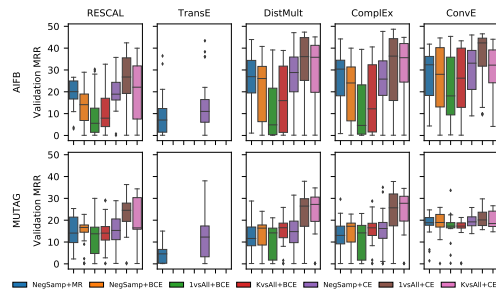 RESCAL TransE DistMult ComplEx ConvE
AIFB
Validation MRR
50
40
30
20
10
0
MUTAG
Validation MRR
50
40
30
20
10
0
NegSamp+MR NegSamp+BCE 1vsAll+BCE KvsAll+BCE NegSamp+CE 1vsAll+CE KvsAll+CE